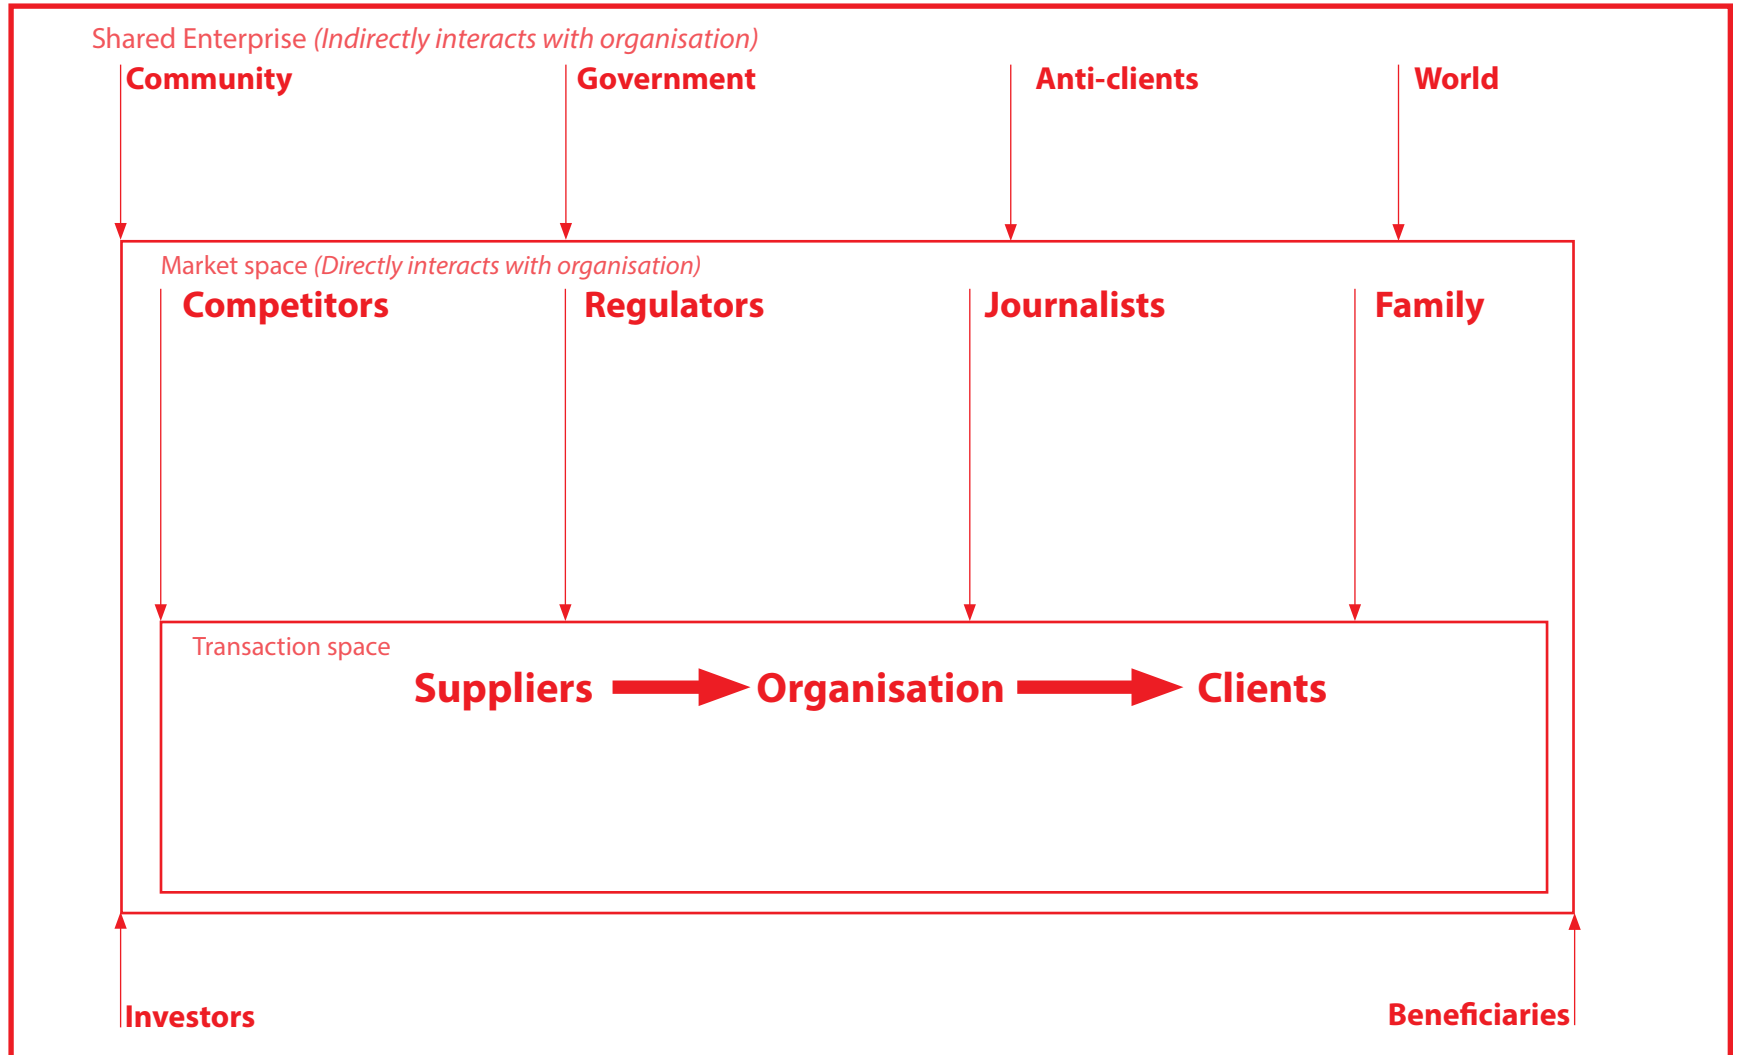 Shared Enterprise (Indirectly interacts with organisation)
Community Government Anti-clients World
Market space (Directly interacts with organisation)
Competitors Regulators Journalists Family
Transaction space
Suppliers Organisation Clients
Investors Beneficiaries